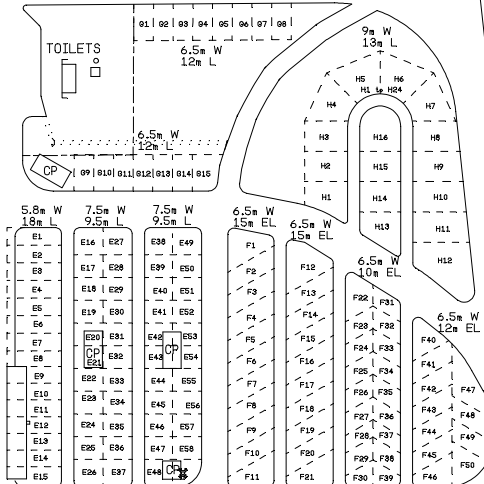 G1 G2 G3 G4 G5 G6 G7 G8
TOILETS
6.5m W
12m L
6.5m W
12m L
CP
G9 G10 G11 G12 G13 G14 G15
9m W
13m L
H5 H6
H1 to H24
H4 H7
H3 H16 H8
H2 H15 H9
H1 H14 H10
H13 H11
H12
5.8m W
18m L
E1
E2
E3
E4
E5
E6
E7
E8
E9
E10
E11
E12
E13
E14
E15
7.5m W
9.5m L
E16 E27
E17 E28
E18 E29
E19 E30
E20 E31
CP
E21 E32
E22 E33
E23 E34
E24 E35
E25 E36
E26 E37
7.5m W
9.5m L
E38 E49
E39 E50
E40 E51
E41 E52
E42 E53
CP
E43 E54
E44 E55
E45 E56
E46 E57
E47 E58
E48 CP
6.5m W
15m EL
F1
F2
F3
F4
F5
F6
F7
F8
F9
F10
F11
6.5m W
15m EL
F12
F13
F14
F15
F16
F17
F18
F19
F20
F21
6.5m W
10m EL
F22 F31
F23 F32
F24 F33
F25 F34
F26 F35
F27 F36
F28 F37
F29 F38
F30 F39
6.5m W
12m EL
F40
F41
F42 F47
F43 F48
F44 F49
F45 F50
F46